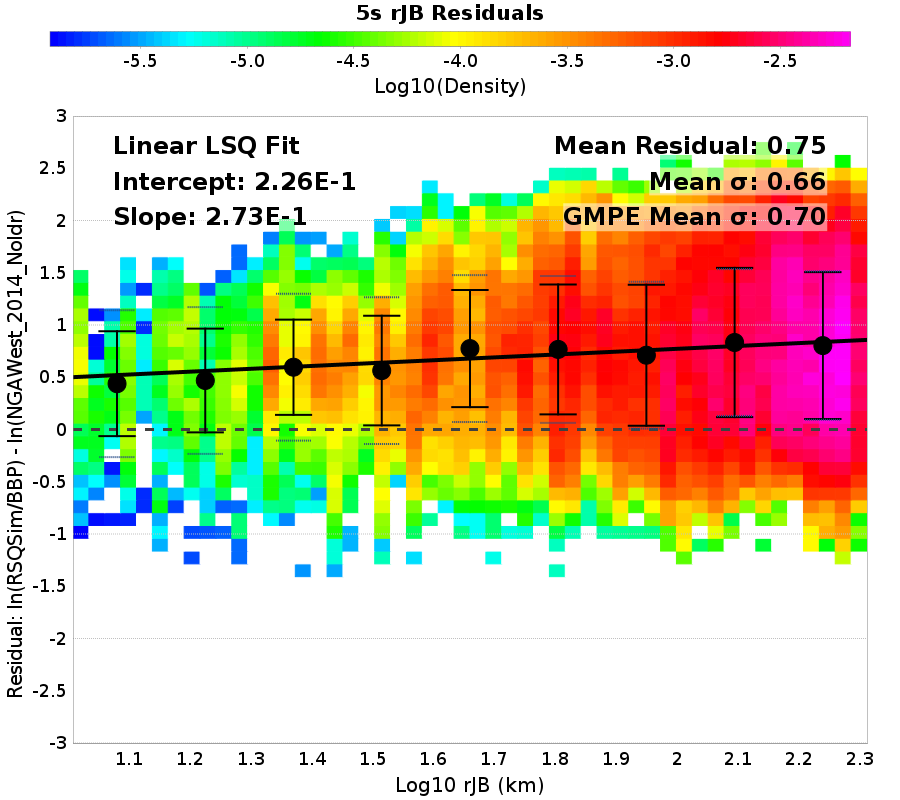 5s rJB Residuals
-5.5 -5.0 -4.5 -4.0 -3.5 -3.0 -2.5
Log10(Density)
Linear LSQ Fit
Intercept: 2.26E-1
Slope: 2.73E-1
Mean Residual: 0.75
Mean σ: 0.66
GMPE Mean σ: 0.70
Residual: ln(RSQSim/BBP) - ln(NGAWest_2014_NoIdr)
3
2.5
2
1.5
1
0.5
0
-0.5
-1
-1.5
-2
-2.5
-3
1.1 1.2 1.3 1.4 1.5 1.6 1.7 1.8 1.9 2 2.1 2.2 2.3
Log10 rJB (km)